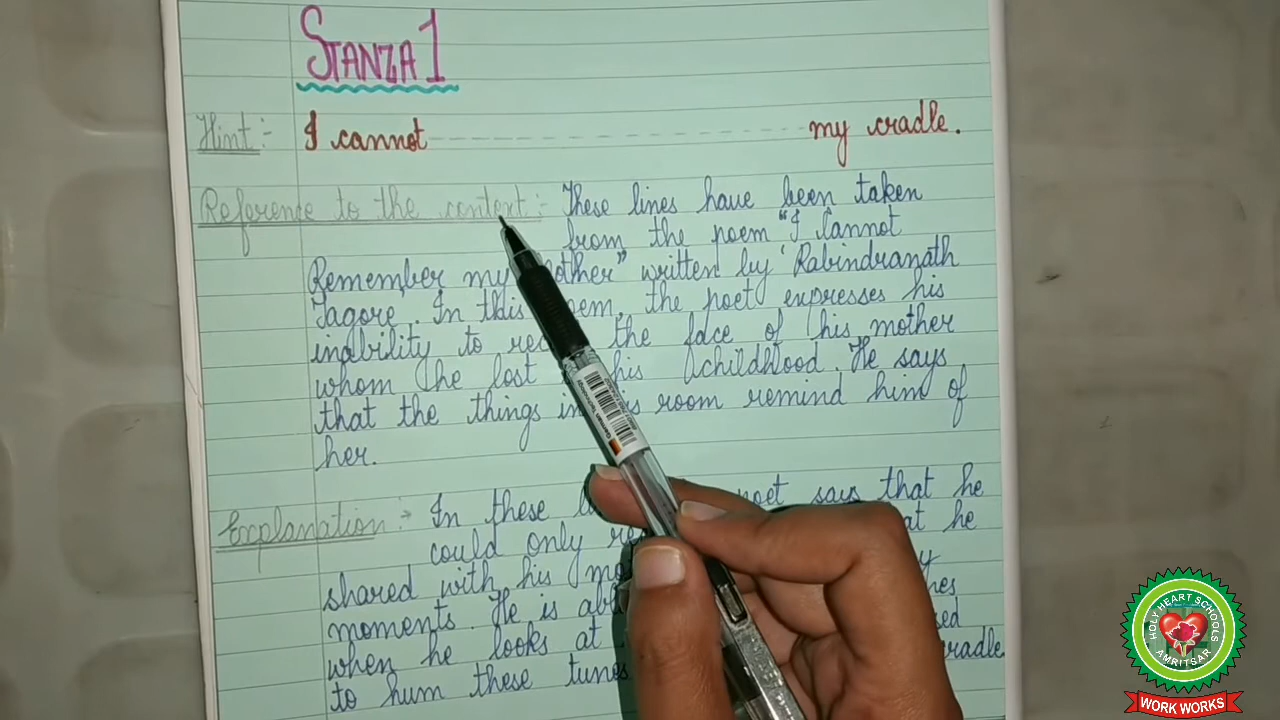 STANZA 1
Hint:- I cannot ------------ my cradle.
Reference to the context:- These lines have been taken
from the poem "I Cannot
Remember my Mother" written by Rabindranath
Tagore. In this poem, the poet expresses his
inability to the face of his mother
whom he lost his childhood. He says
that the things in his room remind him of
her.
Explanation:- In these poet says that he
could only that he
shared with his
moments. He is
when he looks at cradle
to hum these tunes
HOLY HEART SCHOOLS
AMRITSAR
WORK WORKS